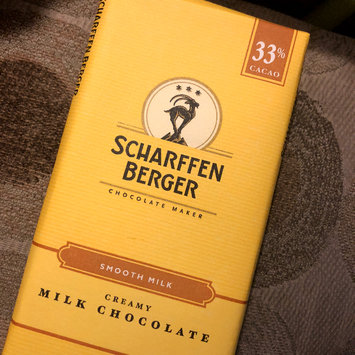 33%
CACAO
SCHARFFEN BERGER
SCHARFFEN
BERGER
CHOCOLATE MAKER
SMOOTH MILK
CREAMY
MILK CHOCOLATE